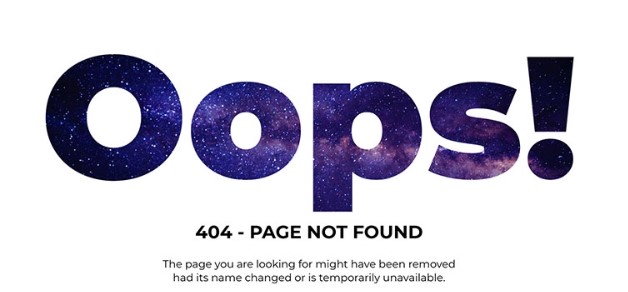 Oops!
404 - PAGE NOT FOUND
The page you are looking for might have been removed
had its name changed or is temporarily unavailable.